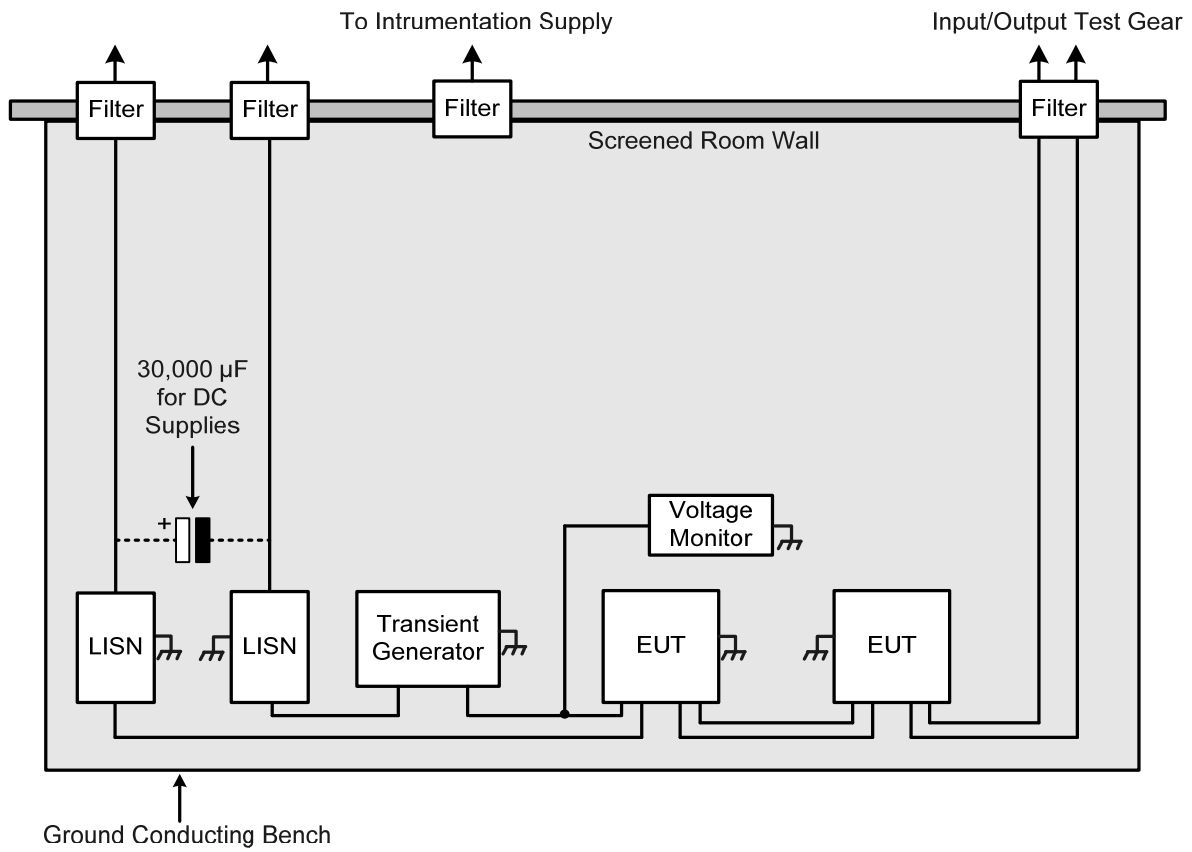 To Intrumentation Supply
Input/Output Test Gear
Filter
Filter
Filter
Filter
Screened Room Wall
30,000 µF
for DC
Supplies
+
Voltage
Monitor
LISN
LISN
Transient
Generator
EUT
EUT
Ground Conducting Bench